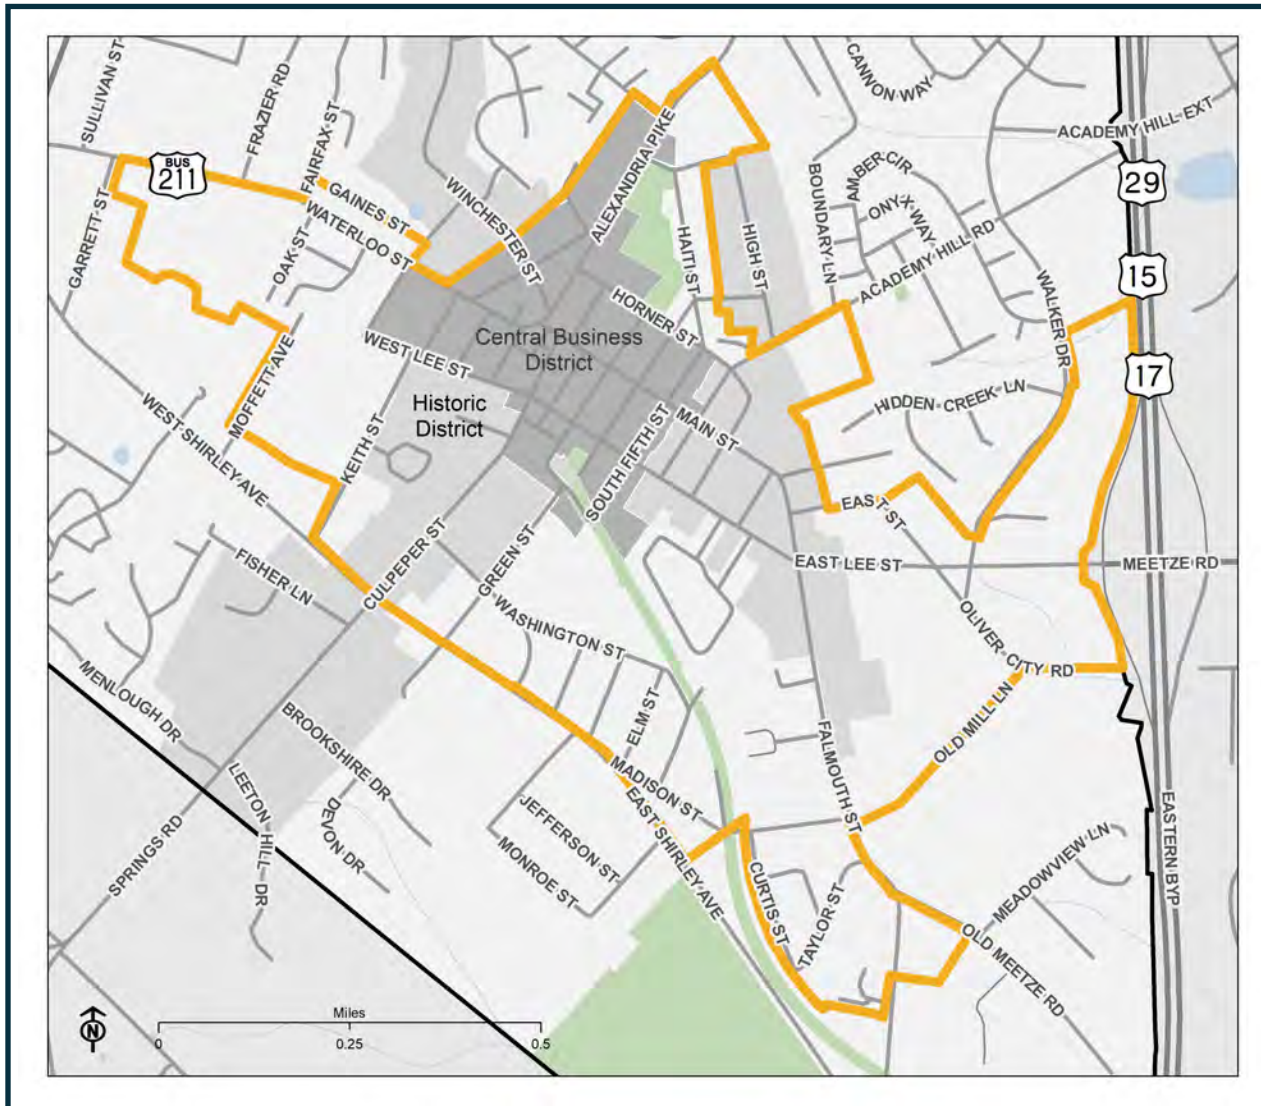 SULLIVAN ST
FRAZIER RD
FAIRFAX ST
CANNON WAY
ACADEMY HILL EXT
BUS
211
29
GARRETT ST
GAINES ST
WATERLOO ST
OAK ST
WINCHESTER ST
ALEXANDRIA PIKE
HAITI ST
HIGH ST
BOUNDARY LN
AMBER CIR
ONYX WAY
ACADEMY HILL RD
WALKER DR
15
17
HORNER ST
Central Business
District
WEST LEE ST
Historic
District
MOFFETT AVE
WEST SHIRLEY AVE
KEITH ST
MAIN ST
SOUTH FIFTH ST
HIDDEN CREEK LN
EAST ST
EAST LEE ST
MEETZE RD
CULPEPER ST
GREEN ST
FISHER LN
WASHINGTON ST
OLIVER CITY RD
MENLOUGH DR
BROOKSHIRE DR
ELM ST
OLD MILL LN
FALMOUTH ST
LEETON HILL DR
DEVON DR
MADISON ST
EAST SHIRLEY AVE
JEFFERSON ST
MONROE ST
SPRINGS RD
CURTIS ST
TAYLOR ST
MEADOWVIEW LN
OLD MEETZE RD
EASTERN BYP
N
Miles
0
0.25
0.5